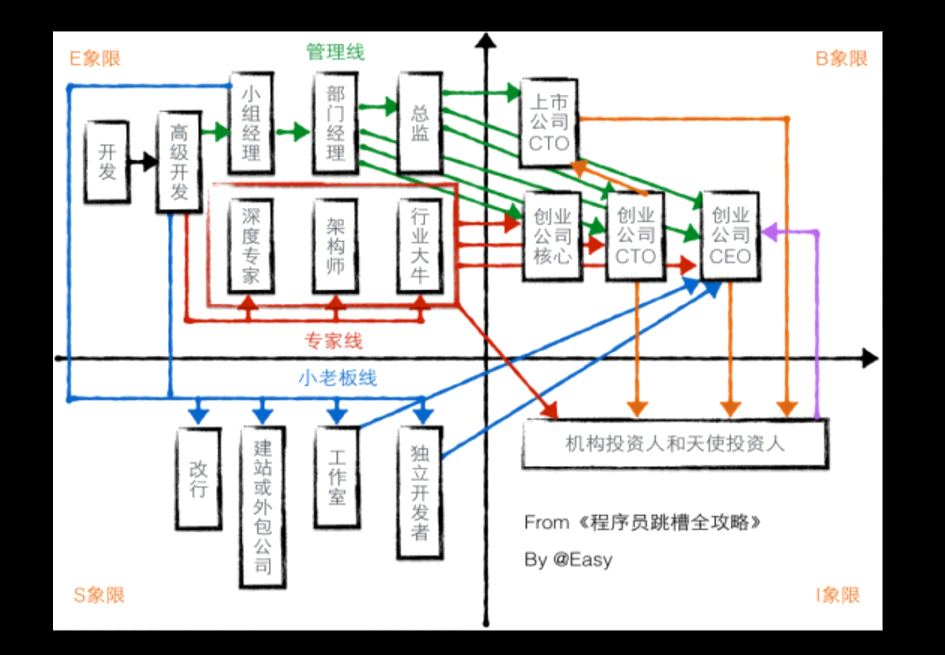 E象限
管理线
B象限
开发
高级开发
小组经理
部门经理
总监
上市公司CTO
深度专家
架构师
行业大牛
创业公司核心
创业公司CTO
创业公司CEO
专家线
小老板线
改行
建站或外包公司
工作室
独立开发者
机构投资人和天使投资人
From《程序员跳槽全攻略》
By @Easy
S象限
I象限